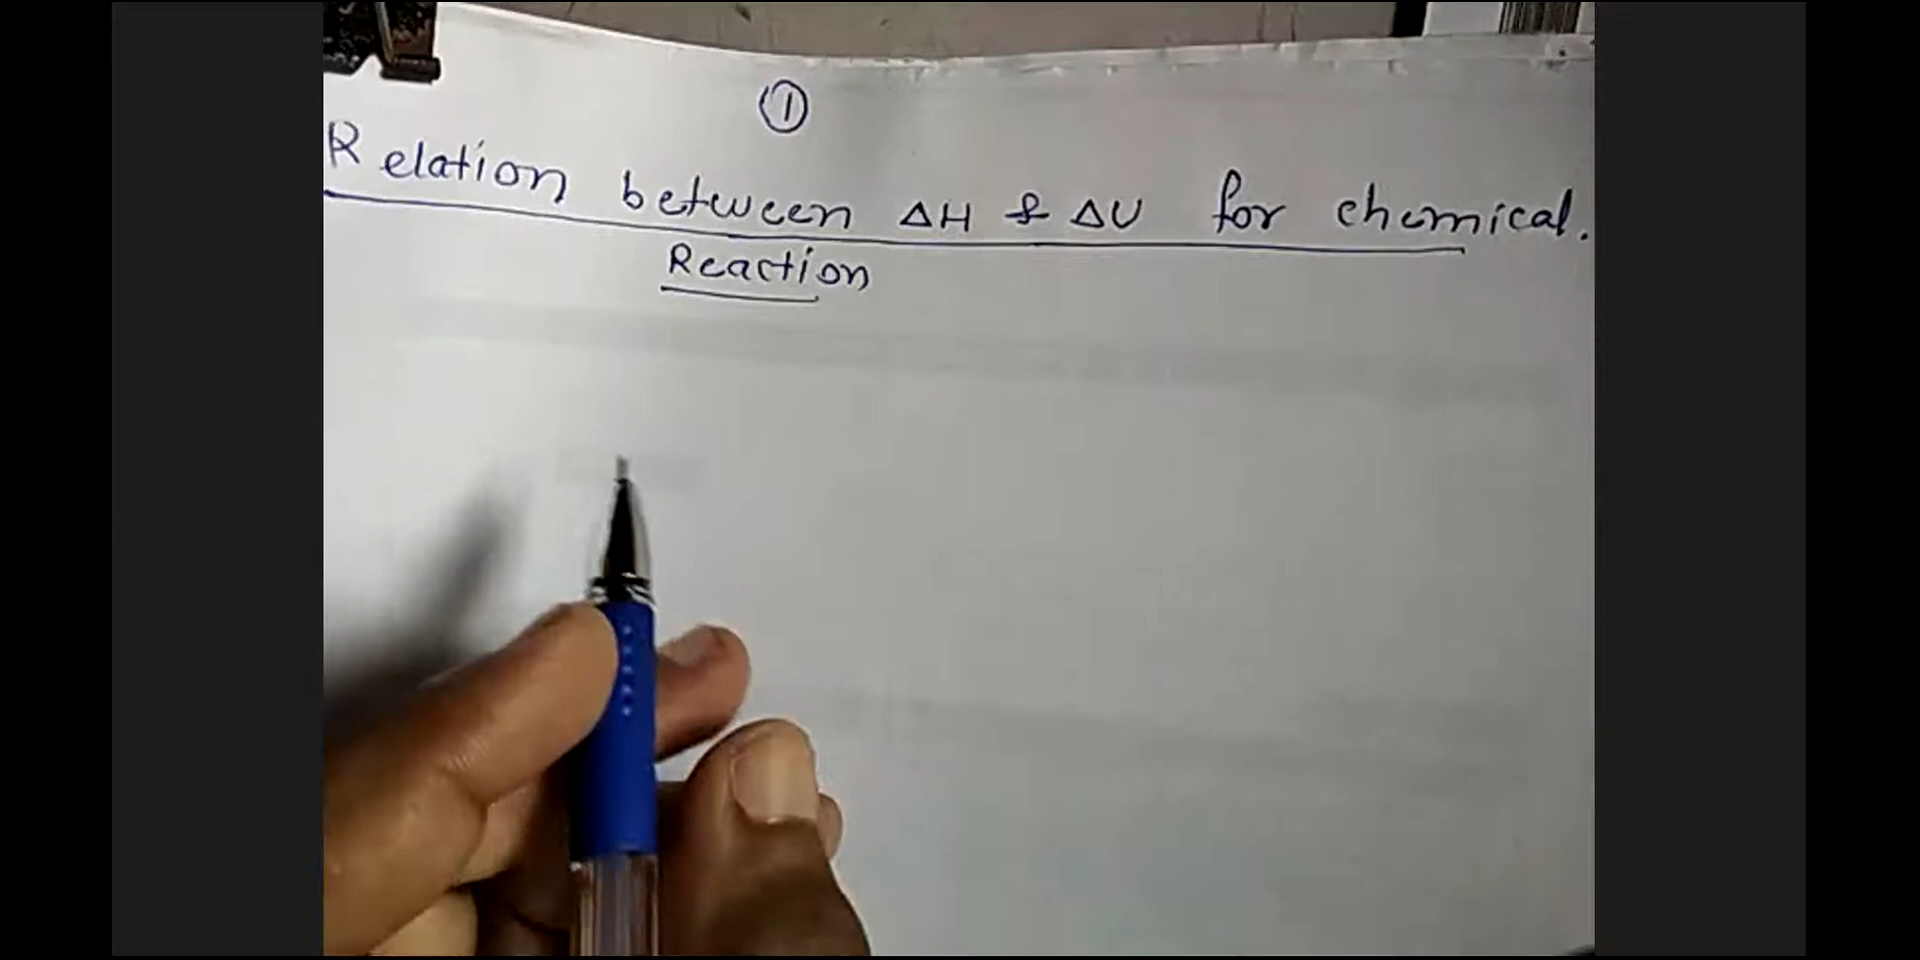 ①
Relation between ΔH & ΔU for chemical.
Reaction